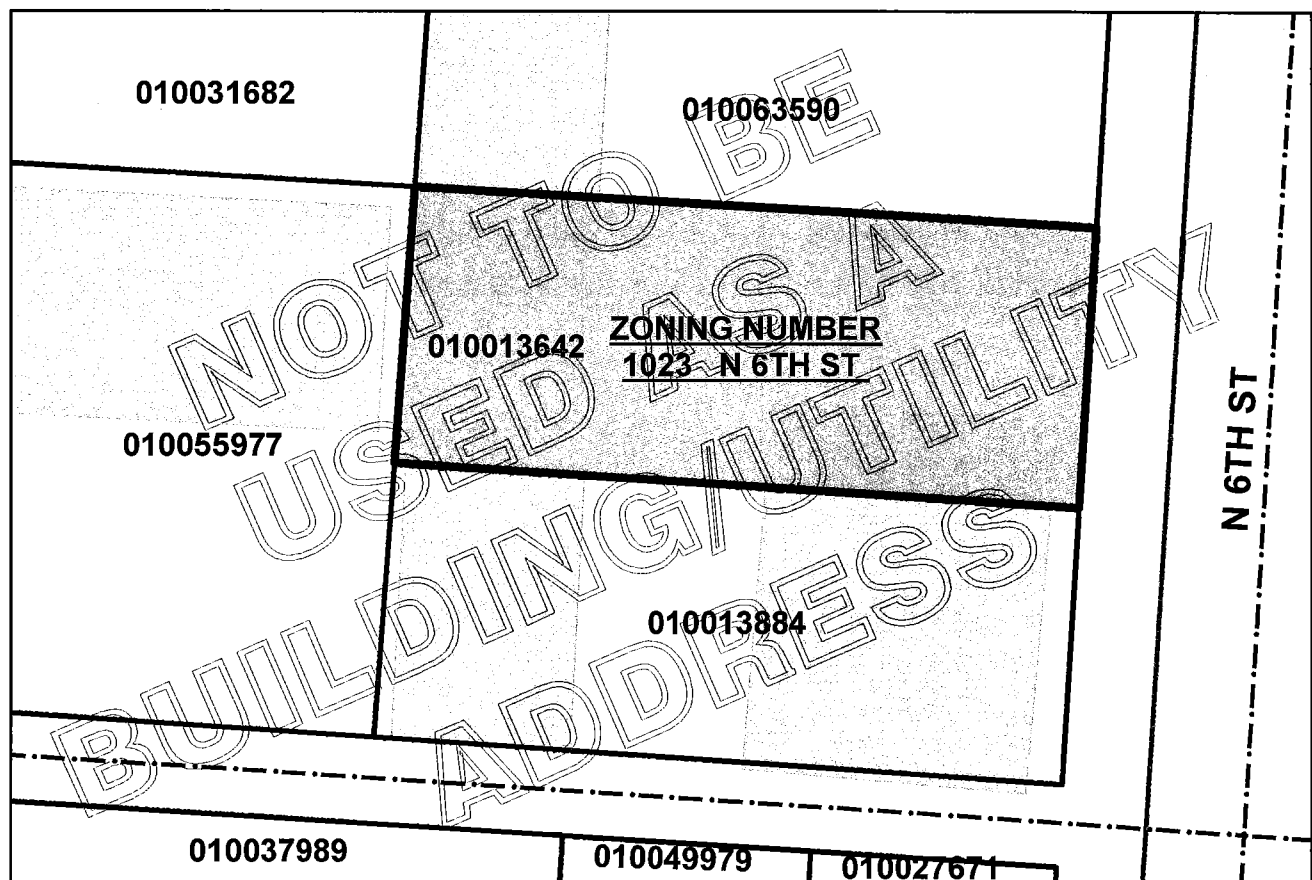 010031682
010063590
010013642
ZONING NUMBER
1023 N 6TH ST
010055977
N 6TH ST
010013884
010037989
010049979
010027671
NOT TO BE
USED AS A
BUILDING/UTILITY
ADDRESS